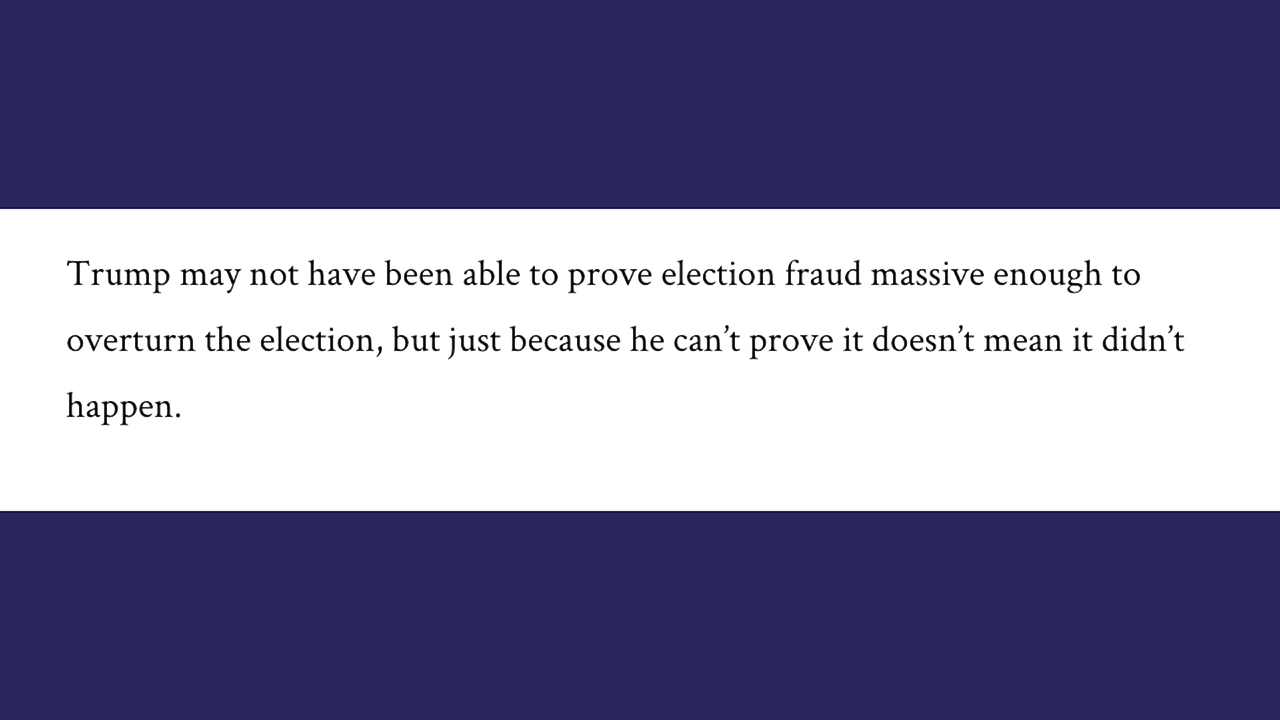 Trump may not have been able to prove election fraud massive enough to
overturn the election, but just because he can’t prove it doesn’t mean it didn’t
happen.